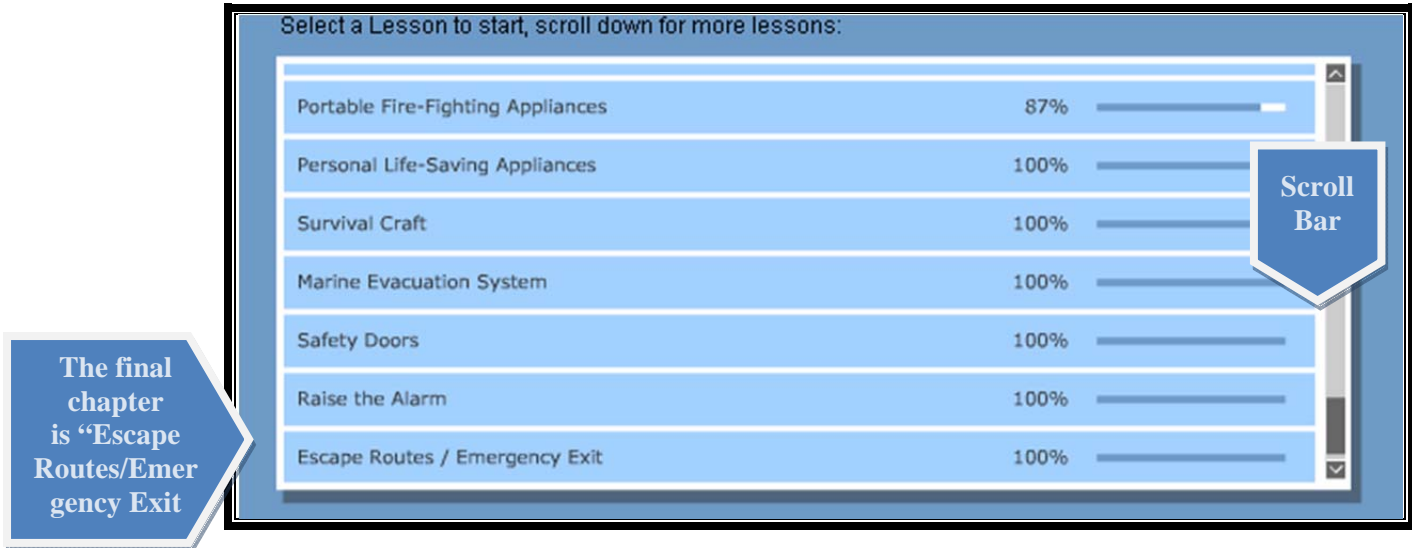 Select a Lesson to start, scroll down for more lessons:
Portable Fire-Fighting Appliances 87%
Personal Life-Saving Appliances 100%
Survival Craft 100%
Marine Evacuation System 100%
Safety Doors 100%
Raise the Alarm 100%
Escape Routes / Emergency Exit 100%
Scroll
Bar
The final
chapter
is “Escape
Routes/Emer
gency Exit